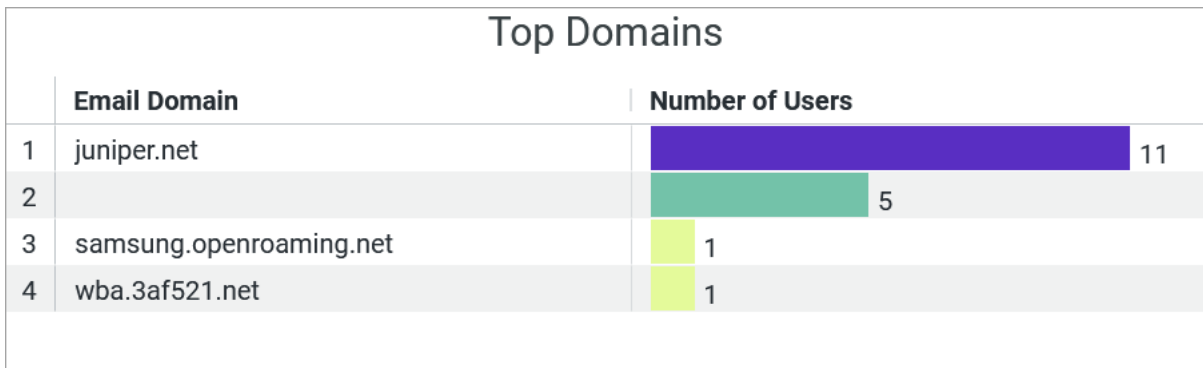 Top Domains
Email Domain Number of Users
1 juniper.net 11
2 5
3 samsung.openroaming.net 1
4 wba.3af521.net 1